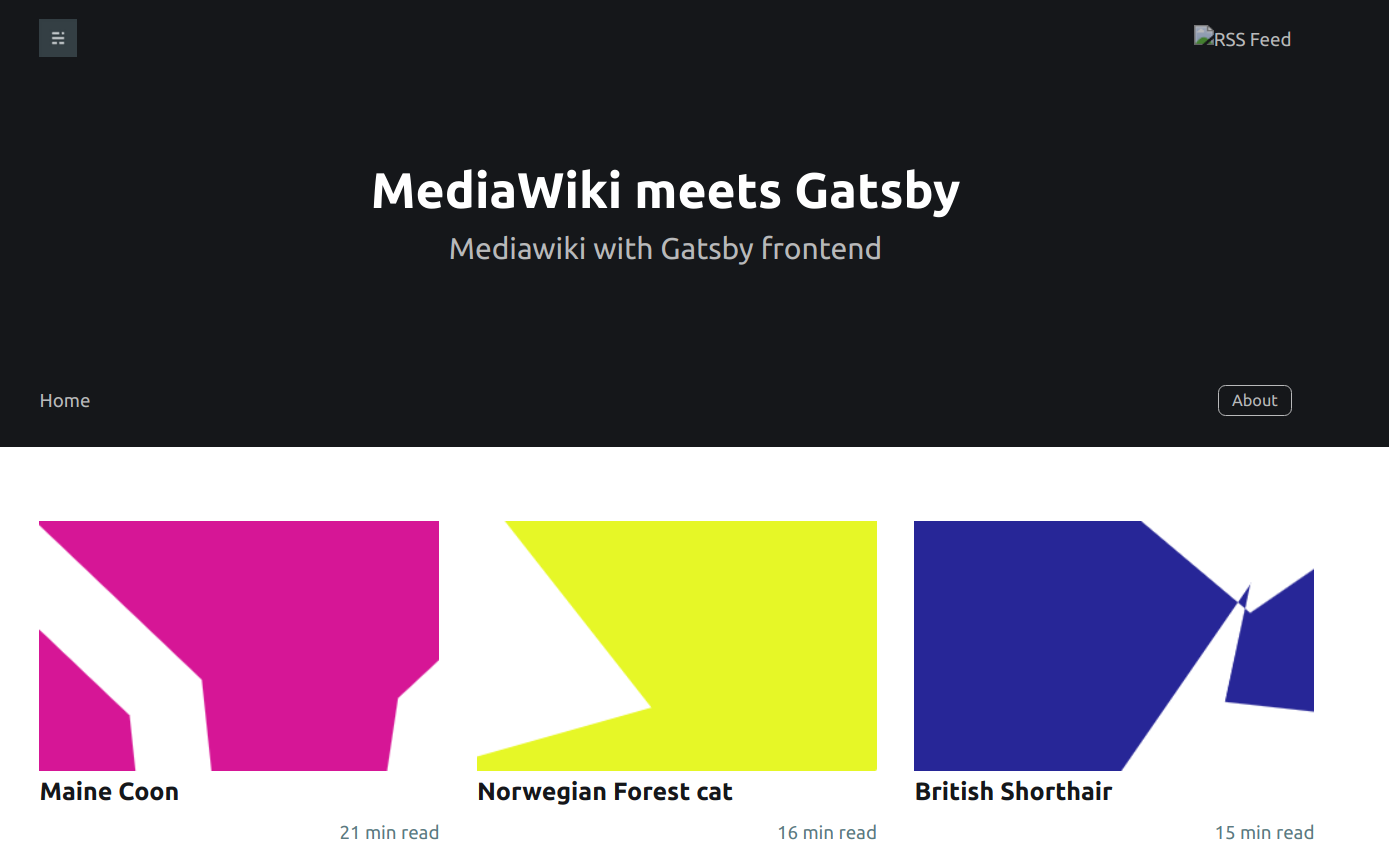 RSS Feed
MediaWiki meets Gatsby
Mediawiki with Gatsby frontend
Home
About
Maine Coon
Norwegian Forest cat
British Shorthair
21 min read
16 min read
15 min read